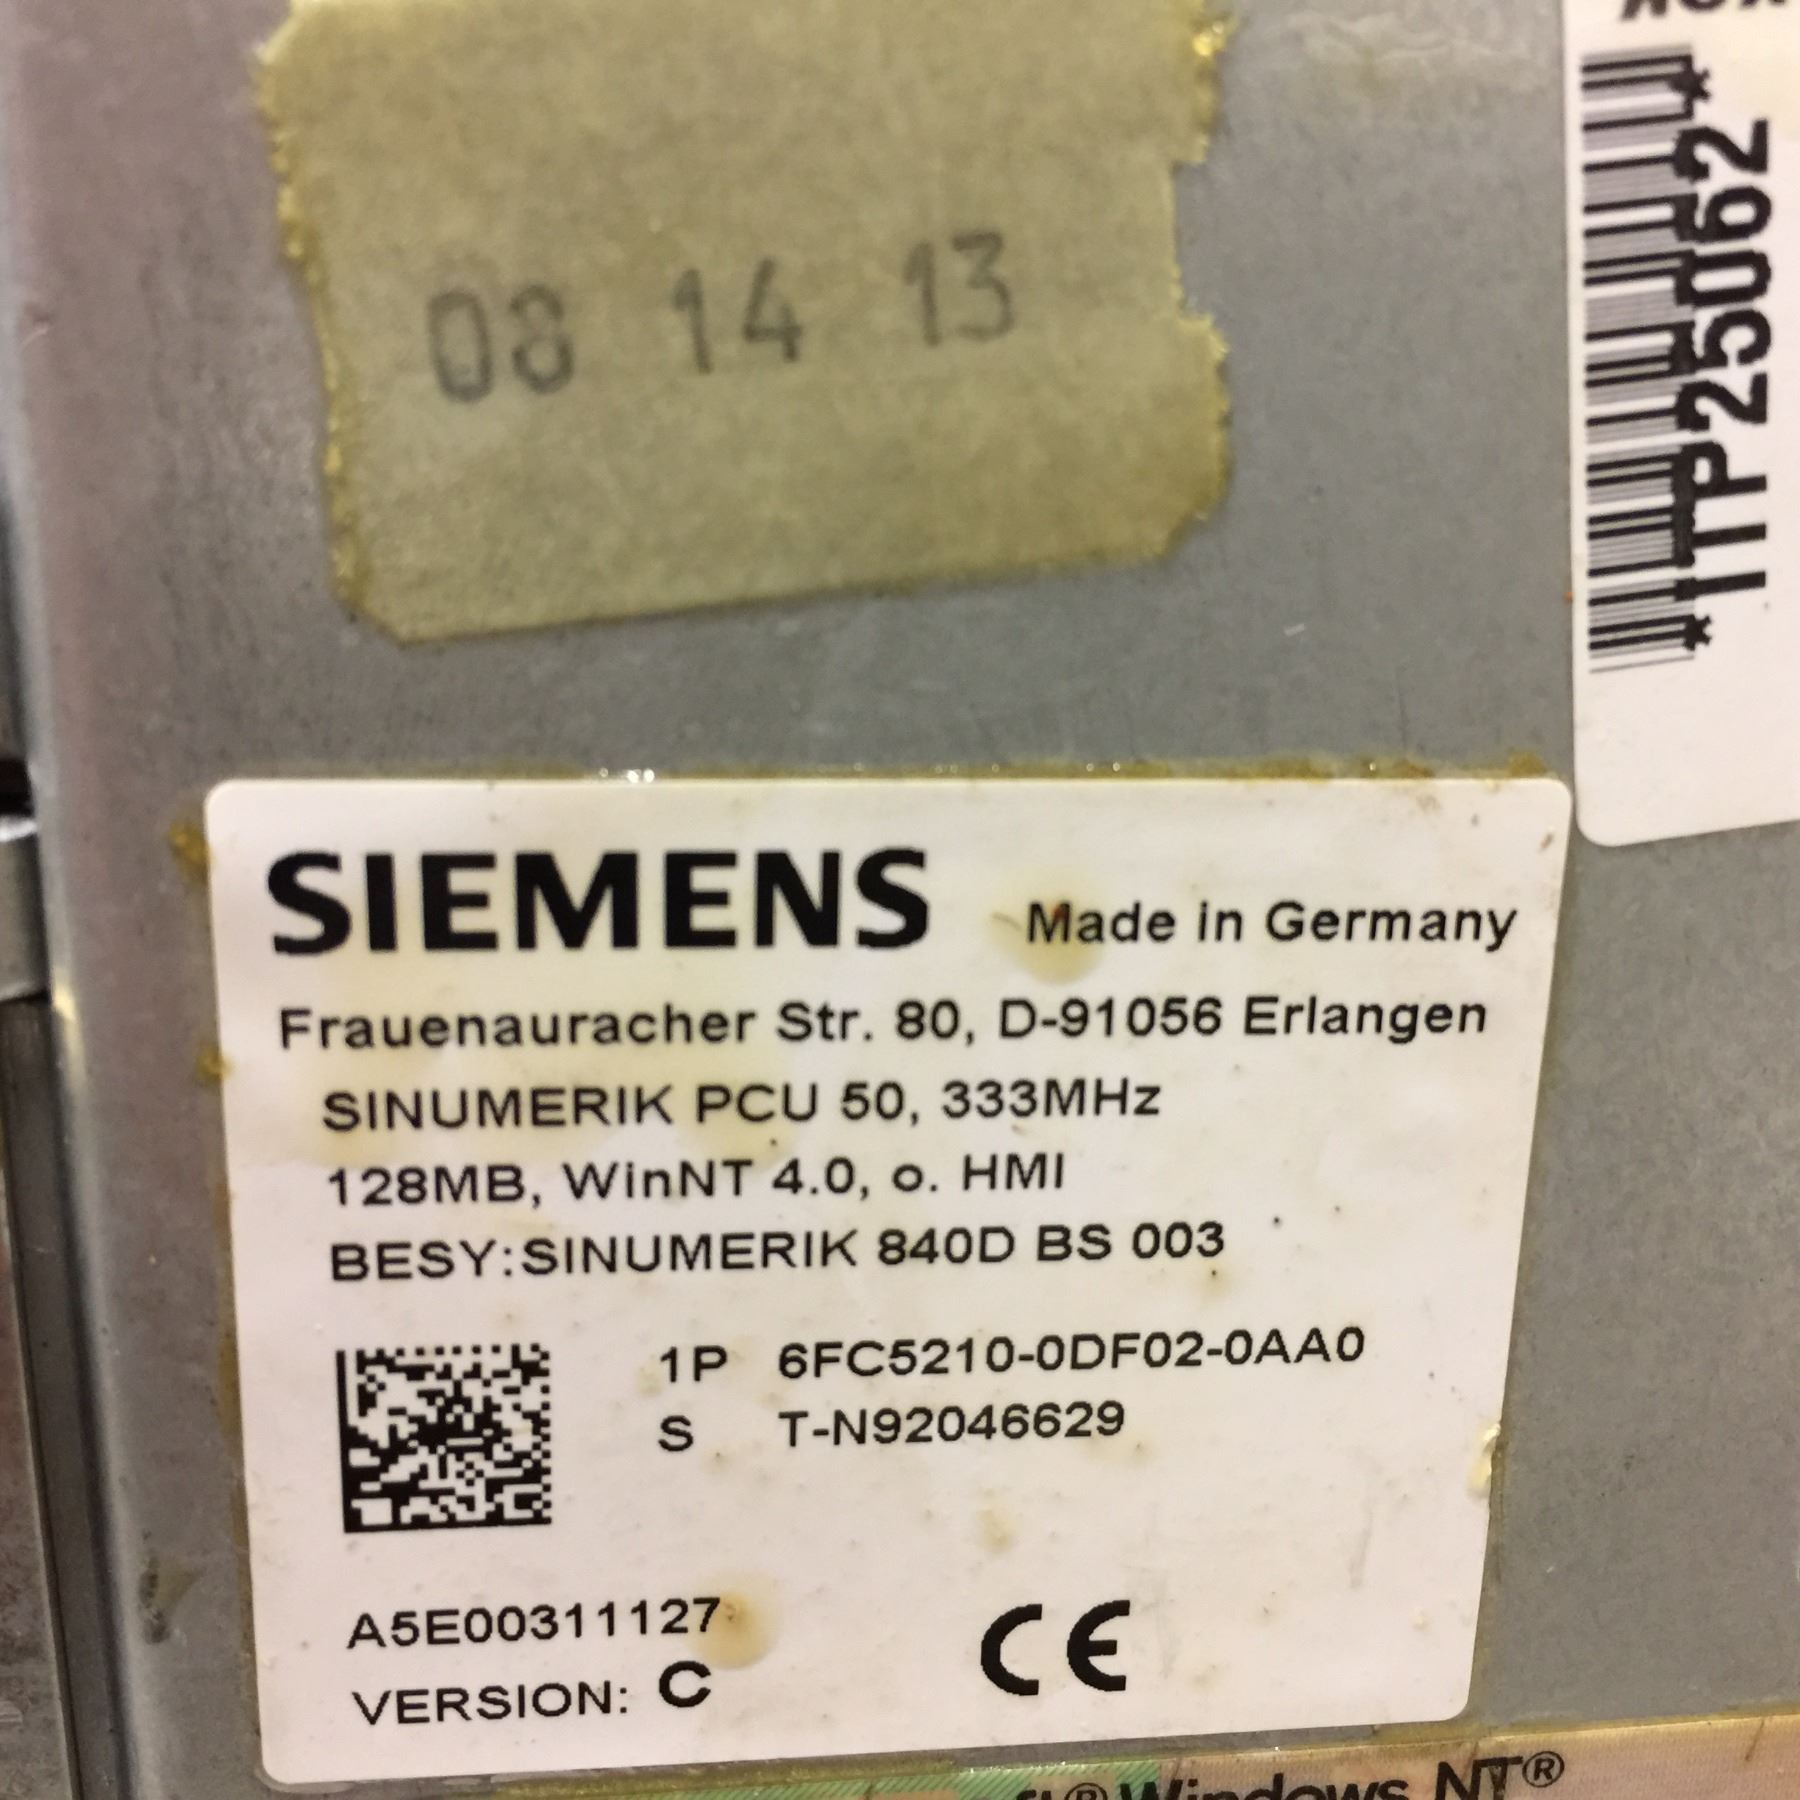 08 14 13
*ITP25062*
SIEMENS Made in Germany
Frauenauracher Str. 80, D-91056 Erlangen
SINUMERIK PCU 50, 333MHz
128MB, WinNT 4.0, o. HMI
BESY:SINUMERIK 840D BS 003
1P 6FC5210-0DF02-0AA0
S T-N92046629
A5E00311127
VERSION: C
CE
Windows NT®